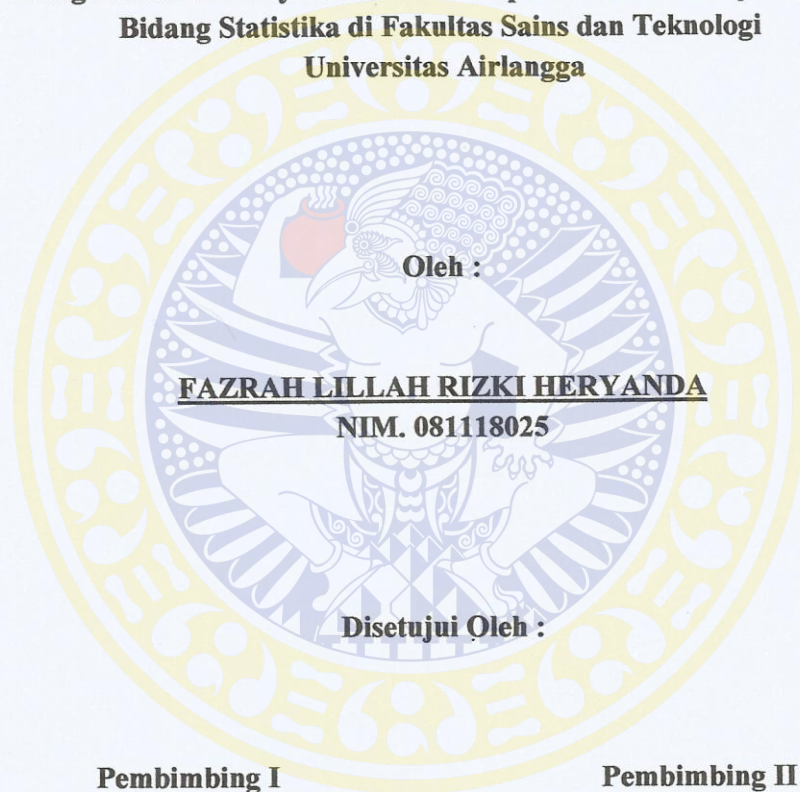 Bidang Statistika di Fakultas Sains dan Teknologi
Universitas Airlangga
Oleh :
FAZRAH LILLAH RIZKI HERYANDA
NIM. 081118025
Disetujui Oleh :
Pembimbing I Pembimbing II